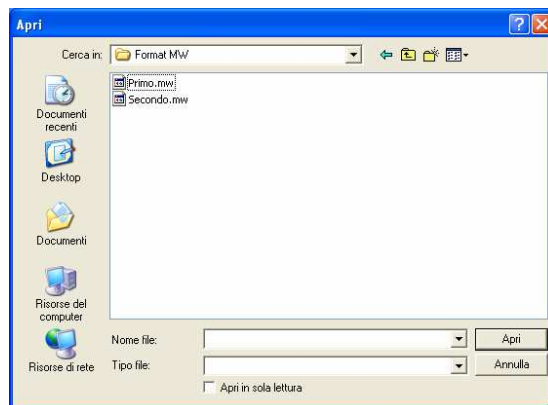 Apri
Cerca in: Format MW
Primo.mw
Secondo.mw
Documenti
recenti
Desktop
Documenti
Risorse del
computer
Risorse di rete
Nome file:
Apri
Tipo file:
Annulla
Apri in sola lettura